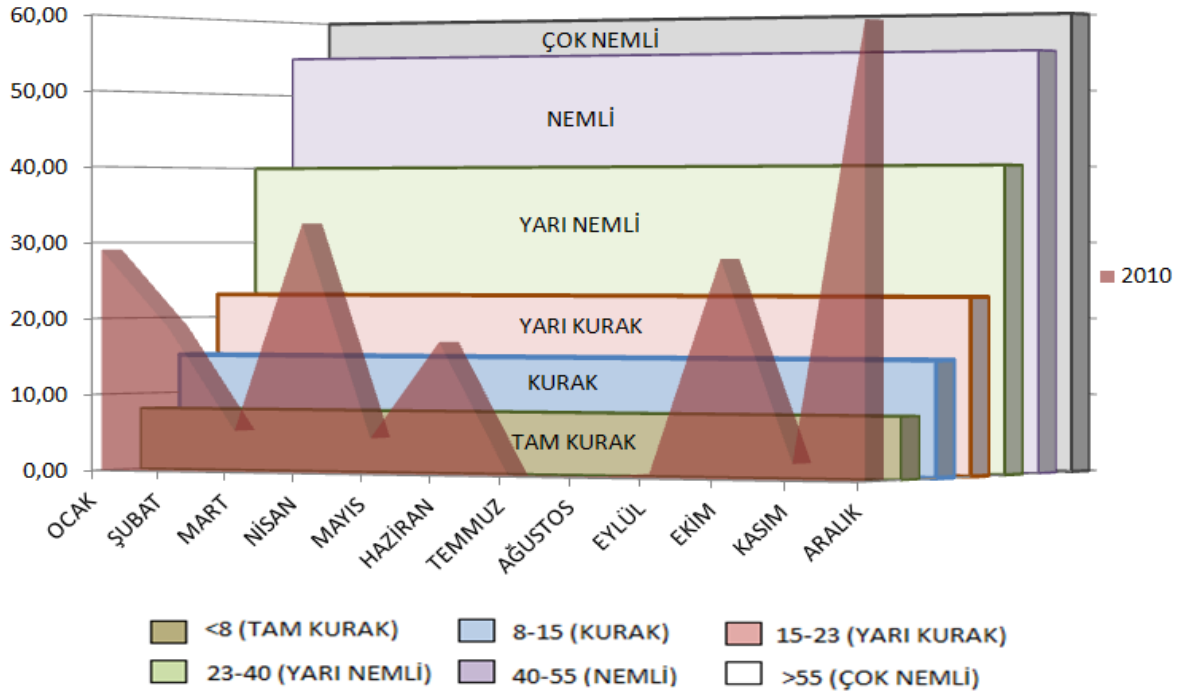 60,00
50,00
40,00
30,00
20,00
10,00
0,00
ÇOK NEMLİ
NEMLİ
YARI NEMLİ
YARI KURAK
KURAK
TAM KURAK
2010
OCAK
ŞUBAT
MART
NİSAN
MAYIS
HAZİRAN
TEMMUZ
AĞUSTOS
EYLÜL
EKİM
KASIM
ARALIK
<8 (TAM KURAK)
8-15 (KURAK)
15-23 (YARI KURAK)
23-40 (YARI NEMLİ)
40-55 (NEMLİ)
>55 (ÇOK NEMLİ)